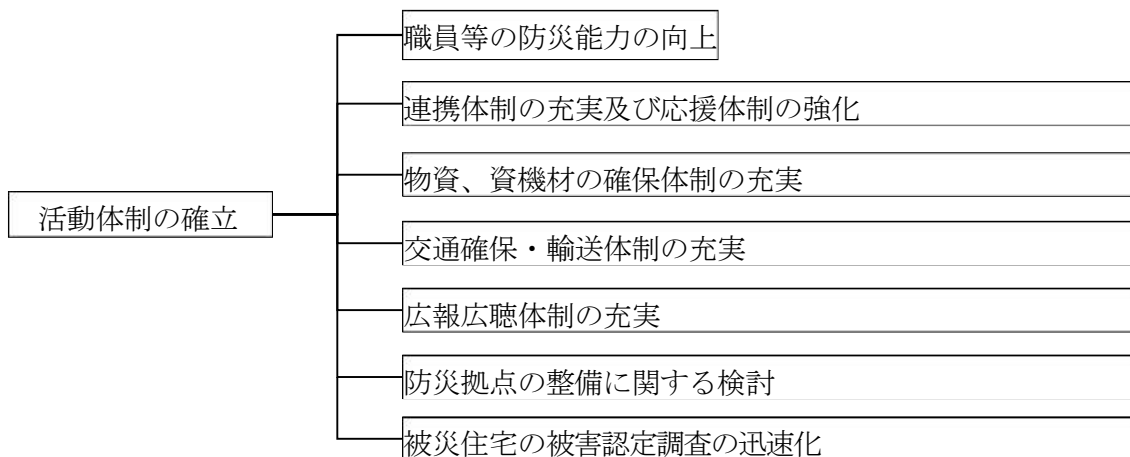 職員等の防災能力の向上
連携体制の充実及び応援体制の強化
物資、資機材の確保体制の充実
活動体制の確立
交通確保・輸送体制の充実
広報広聴体制の充実
防災拠点の整備に関する検討
被災住宅の被害認定調査の迅速化